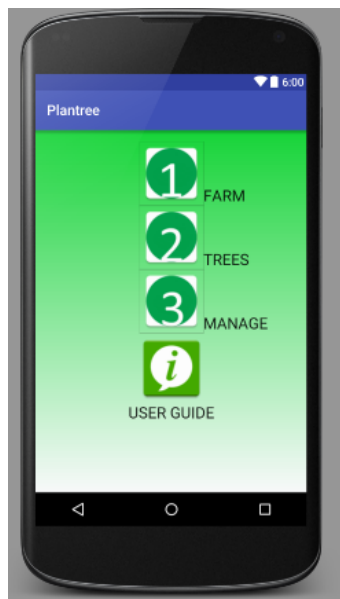 6:00
Plantree
1 FARM
2 TREES
3 MANAGE
i
USER GUIDE